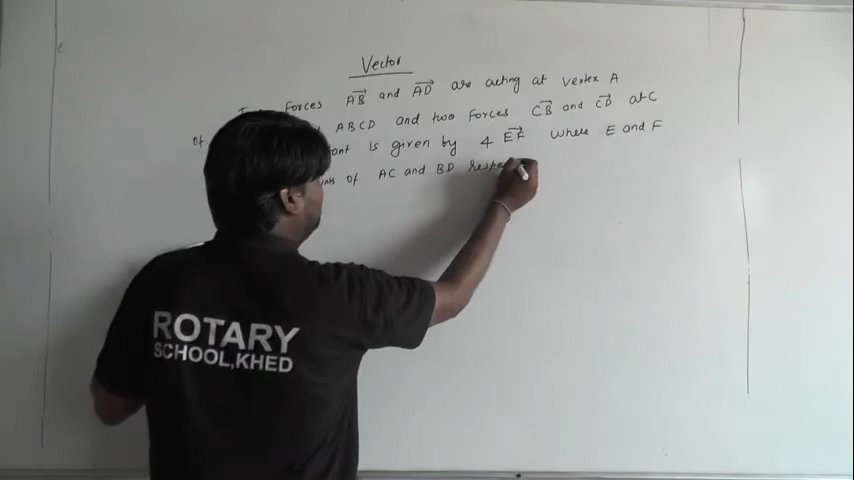 Vector
Forces AB and AD are acting at vertex A
of ABCD and two Forces CB and CD at C
is given by 4 EF where E and F
of AC and BD
ROTARY
SCHOOL,KHED